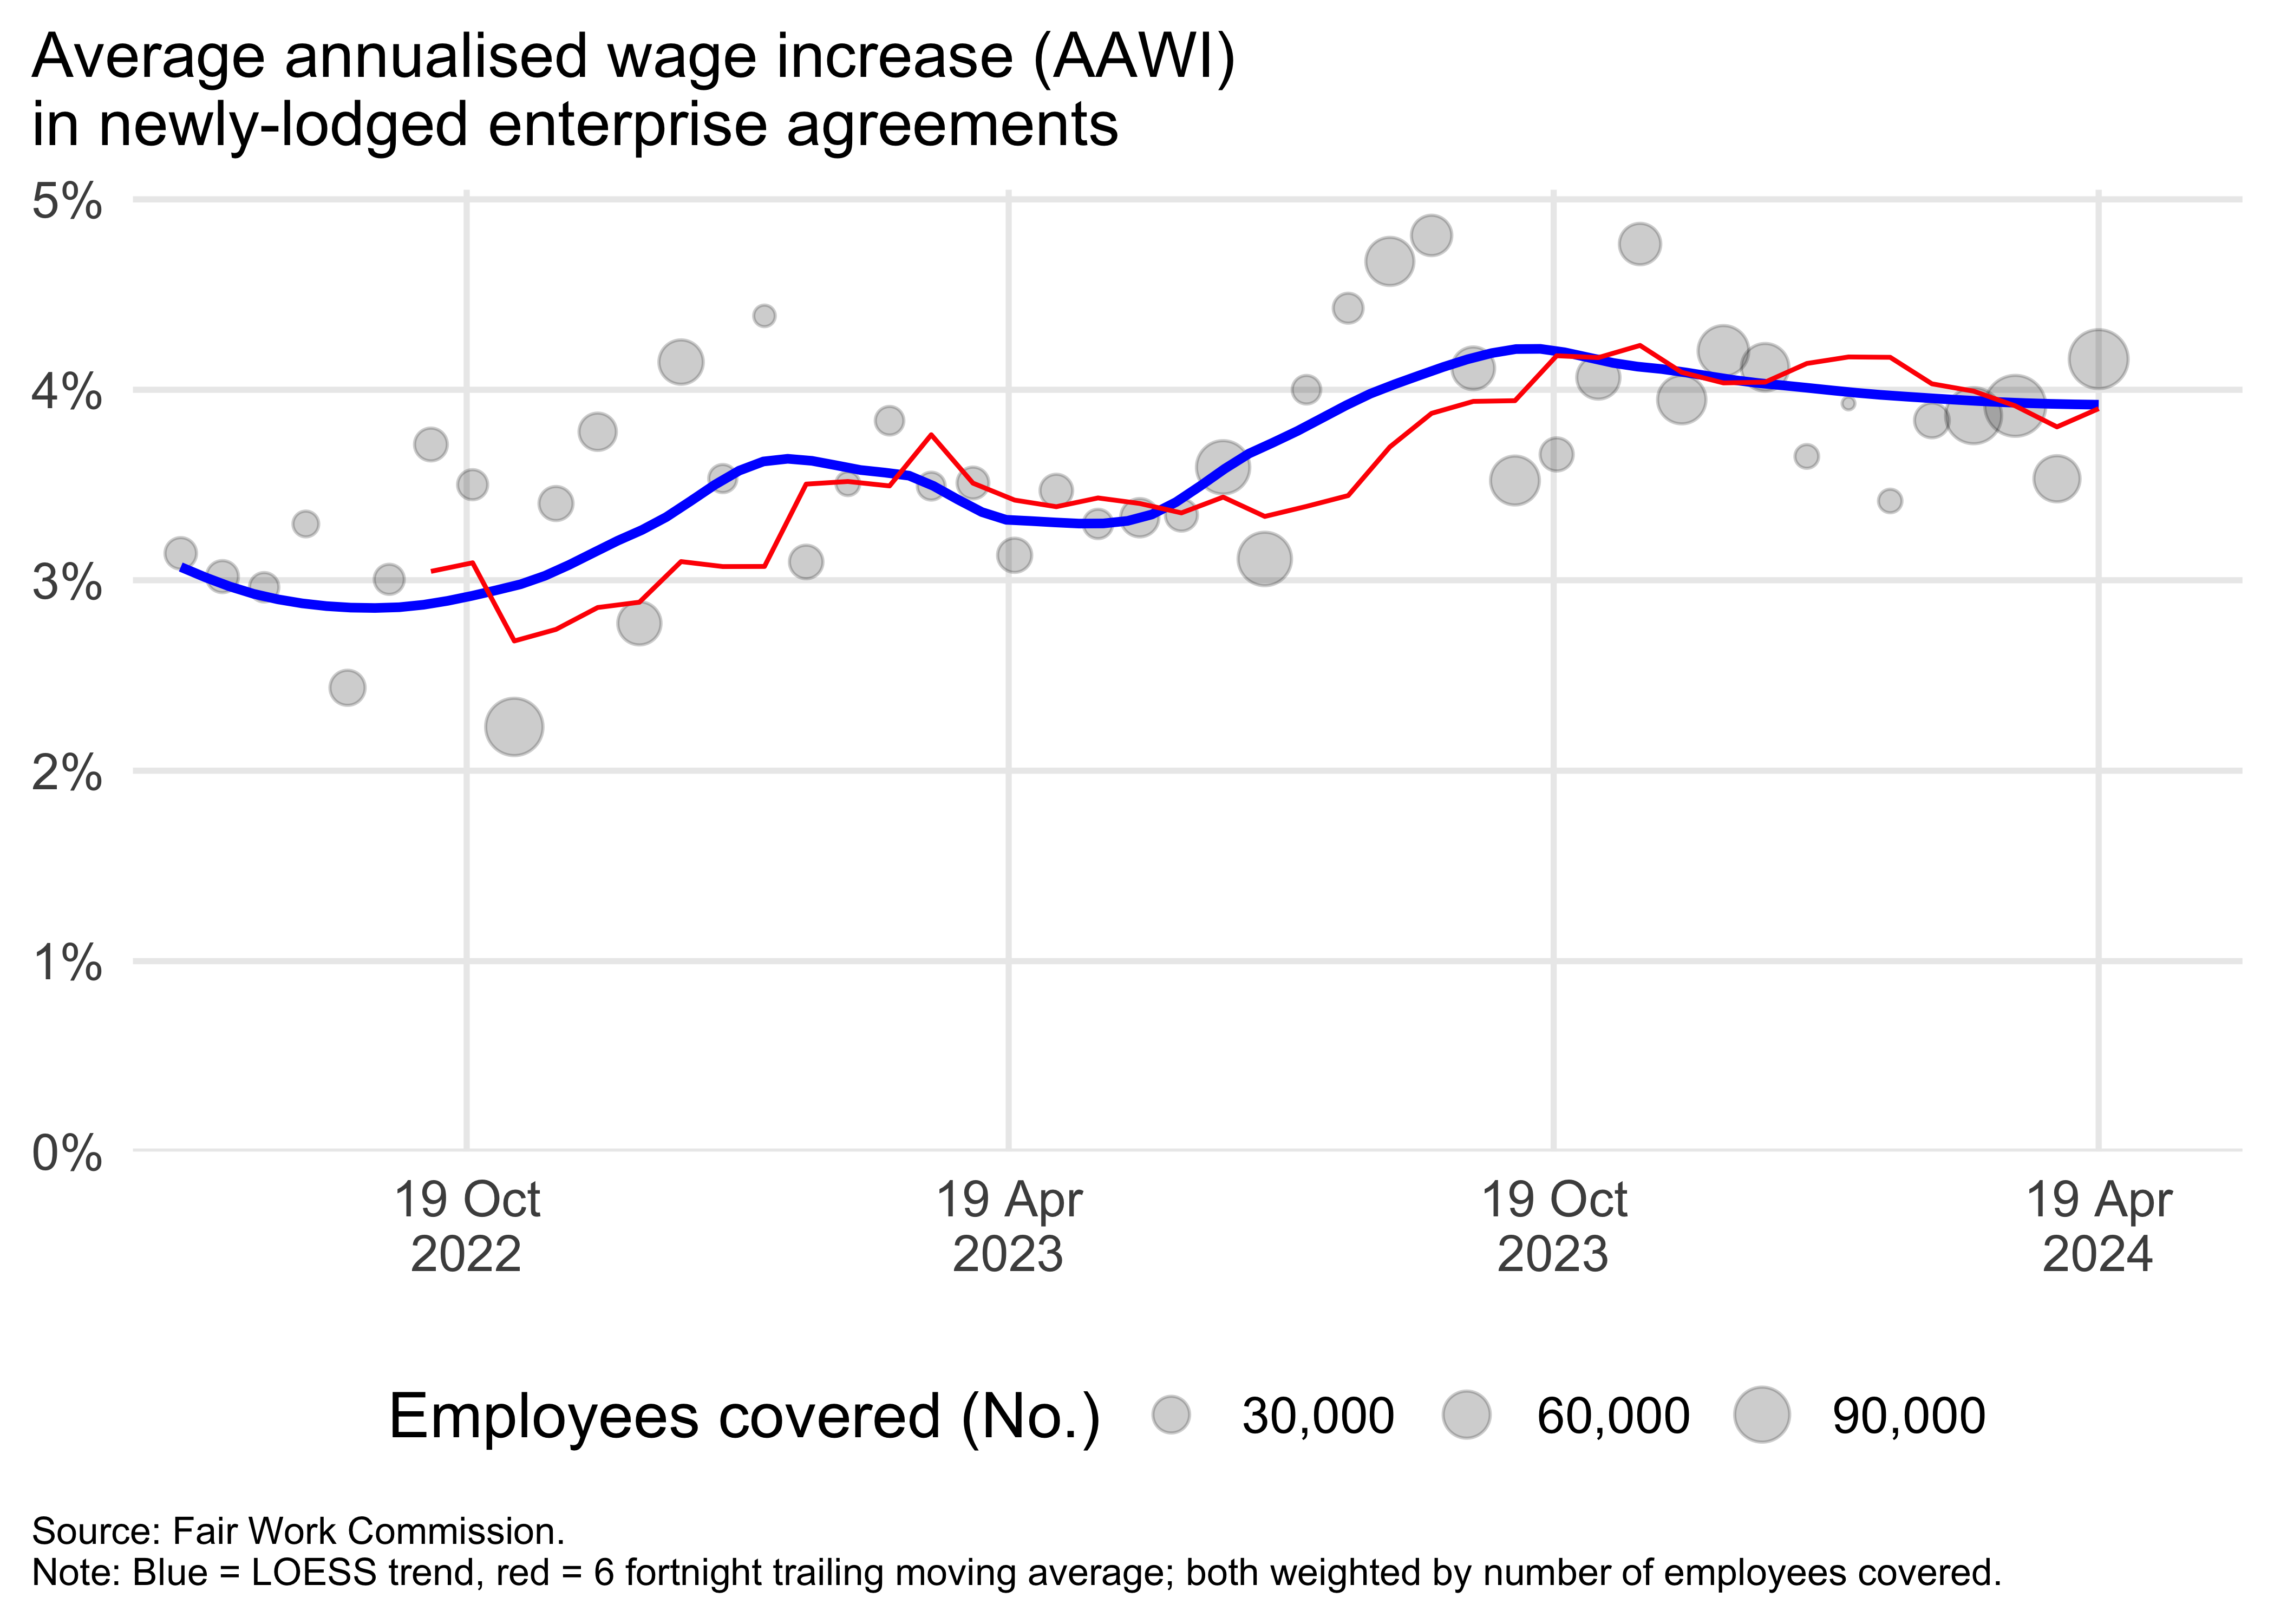 Average annualised wage increase (AAWI)
in newly-lodged enterprise agreements
5%
4%
3%
2%
1%
0%
19 Oct
2022
19 Apr
2023
19 Oct
2023
19 Apr
2024
Employees covered (No.)
30,000
60,000
90,000
Source: Fair Work Commission.
Note: Blue = LOESS trend, red = 6 fortnight trailing moving average; both weighted by number of employees covered.